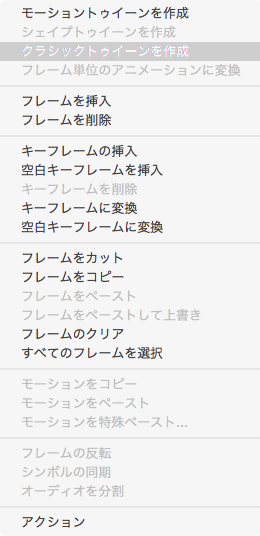 モーショントゥイーンを作成
シェイプトゥイーンを作成
クラシックトゥイーンを作成
フレーム単位のアニメーションに変換
フレームを挿入
フレームを削除
キーフレームの挿入
空白キーフレームを挿入
キーフレームを削除
キーフレームに変換
空白キーフレームに変換
フレームをカット
フレームをコピー
フレームをペースト
フレームをペーストして上書き
フレームのクリア
すべてのフレームを選択
モーションをコピー
モーションをペースト
モーションを特殊ペースト...
フレームの反転
シンボルの同期
オーディオを分割
アクション